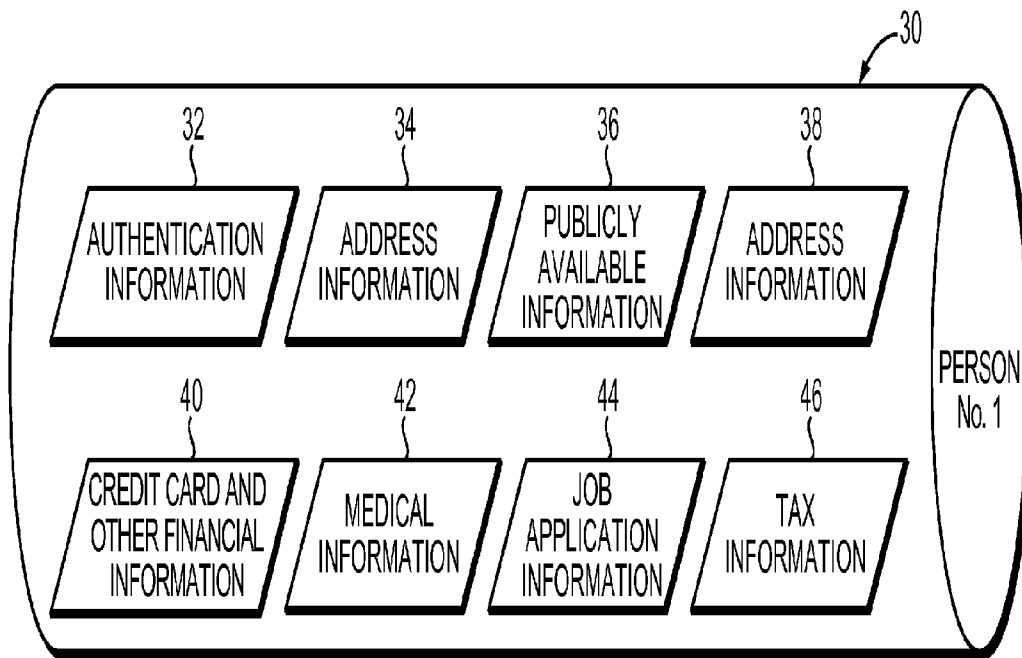 30
32
34
36
38
AUTHENTICATION
INFORMATION
ADDRESS
INFORMATION
PUBLICLY
AVAILABLE
INFORMATION
ADDRESS
INFORMATION
PERSON
No. 1
40
42
44
46
CREDIT CARD AND
OTHER FINANCIAL
INFORMATION
MEDICAL
INFORMATION
JOB
APPLICATION
INFORMATION
TAX
INFORMATION